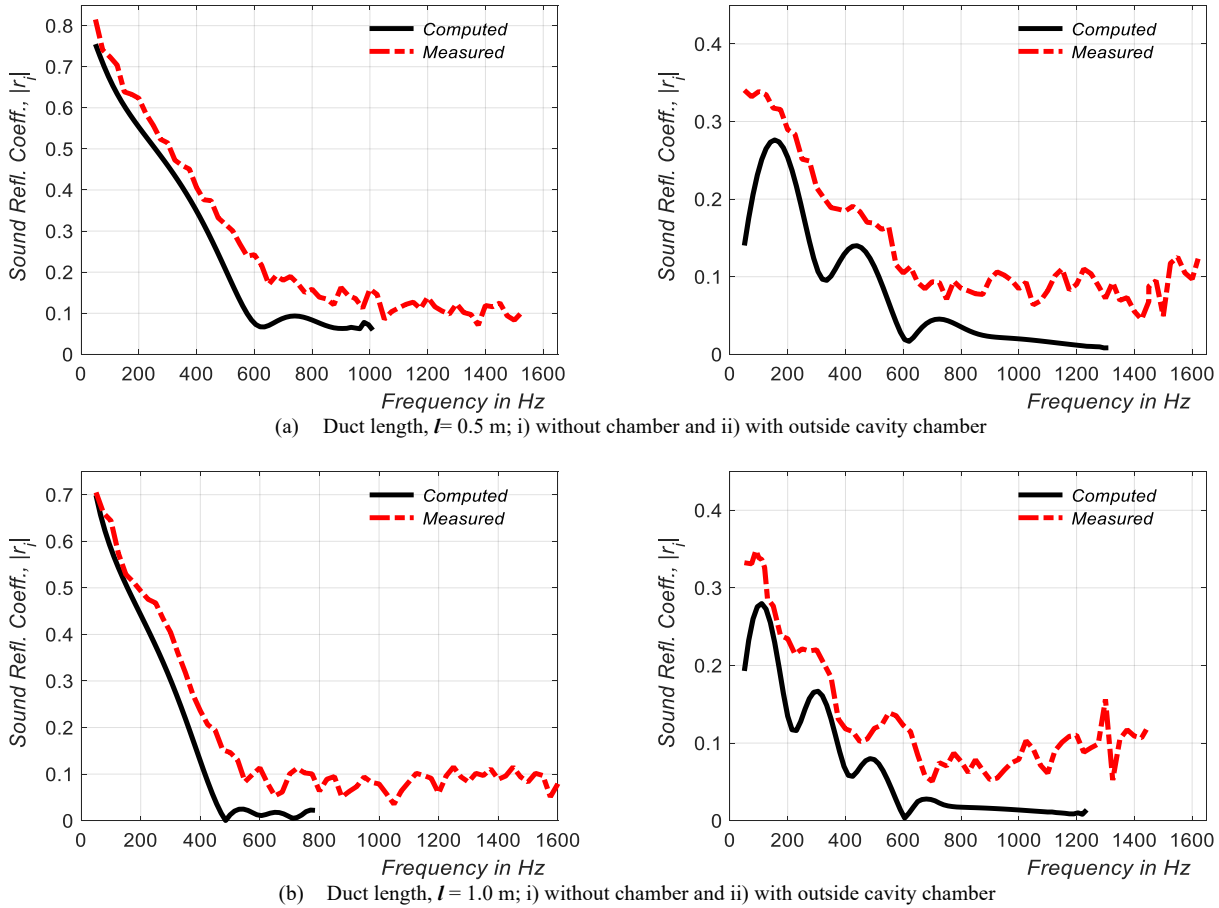 Sound Refl. Coeff., |r_i|
0.8
0.7
0.6
0.5
0.4
0.3
0.2
0.1
0
Computed
Measured
0 200 400 600 800 1000 1200 1400 1600
Frequency in Hz
Sound Refl. Coeff., |r_i|
0.4
0.3
0.2
0.1
0
Computed
Measured
0 200 400 600 800 1000 1200 1400 1600
Frequency in Hz
(a) Duct length, l= 0.5 m; i) without chamber and ii) with outside cavity chamber
Sound Refl. Coeff., |r_i|
0.7
0.6
0.5
0.4
0.3
0.2
0.1
0
Computed
Measured
0 200 400 600 800 1000 1200 1400 1600
Frequency in Hz
Sound Refl. Coeff., |r_i|
0.4
0.3
0.2
0.1
0
Computed
Measured
0 200 400 600 800 1000 1200 1400 1600
Frequency in Hz
(b) Duct length, l = 1.0 m; i) without chamber and ii) with outside cavity chamber